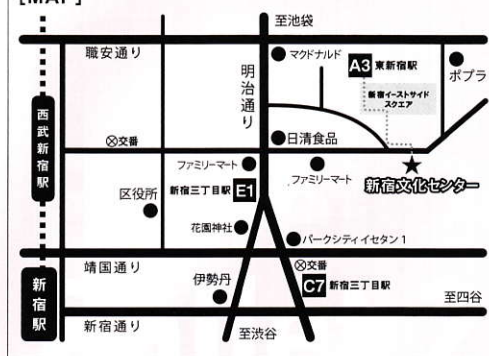 [MAP]
至池袋
職安通り
マクドナルド
A3 東新宿駅
ポプラ
明治通り
新宿イーストサイド
スクエア
西武新宿駅
交番
日清食品
ファミリーマート
ファミリーマート
新宿文化センター
新宿三丁目駅 E1
区役所
花園神社
パークシティイセタン1
靖国通り
交番
伊勢丹
C7 新宿三丁目駅
新宿駅
至四谷
新宿通り
至渋谷